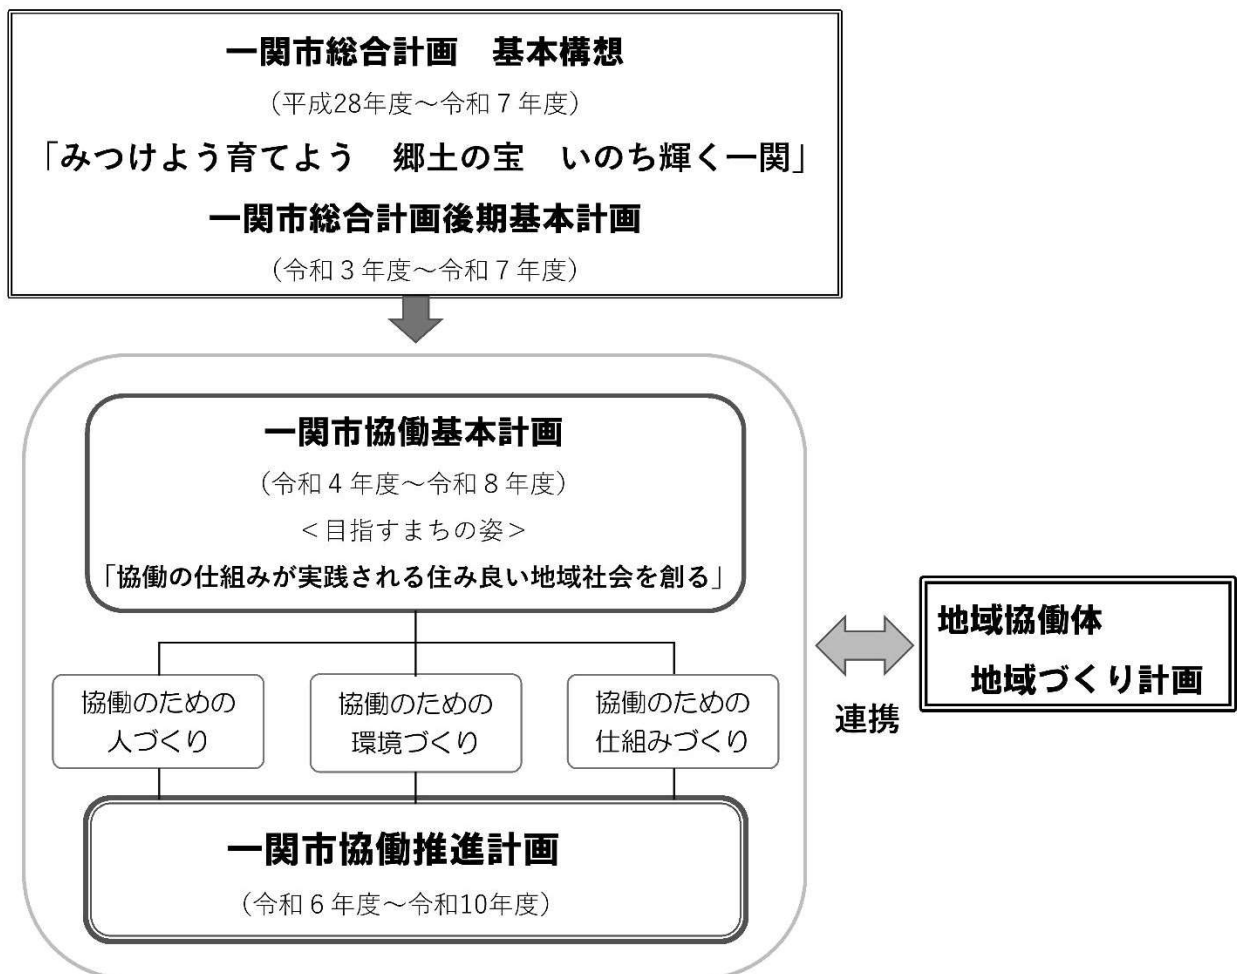 一関市総合計画　基本構想
（平成28年度～令和７年度）
「みつけよう育てよう　郷土の宝　いのち輝く一関」
一関市総合計画後期基本計画
（令和３年度～令和７年度）
一関市協働基本計画
（令和４年度～令和８年度）
＜目指すまちの姿＞
「協働の仕組みが実践される住み良い地域社会を創る」
協働のための
人づくり
協働のための
環境づくり
協働のための
仕組みづくり
一関市協働推進計画
（令和６年度～令和10年度）
連携
地域協働体
地域づくり計画